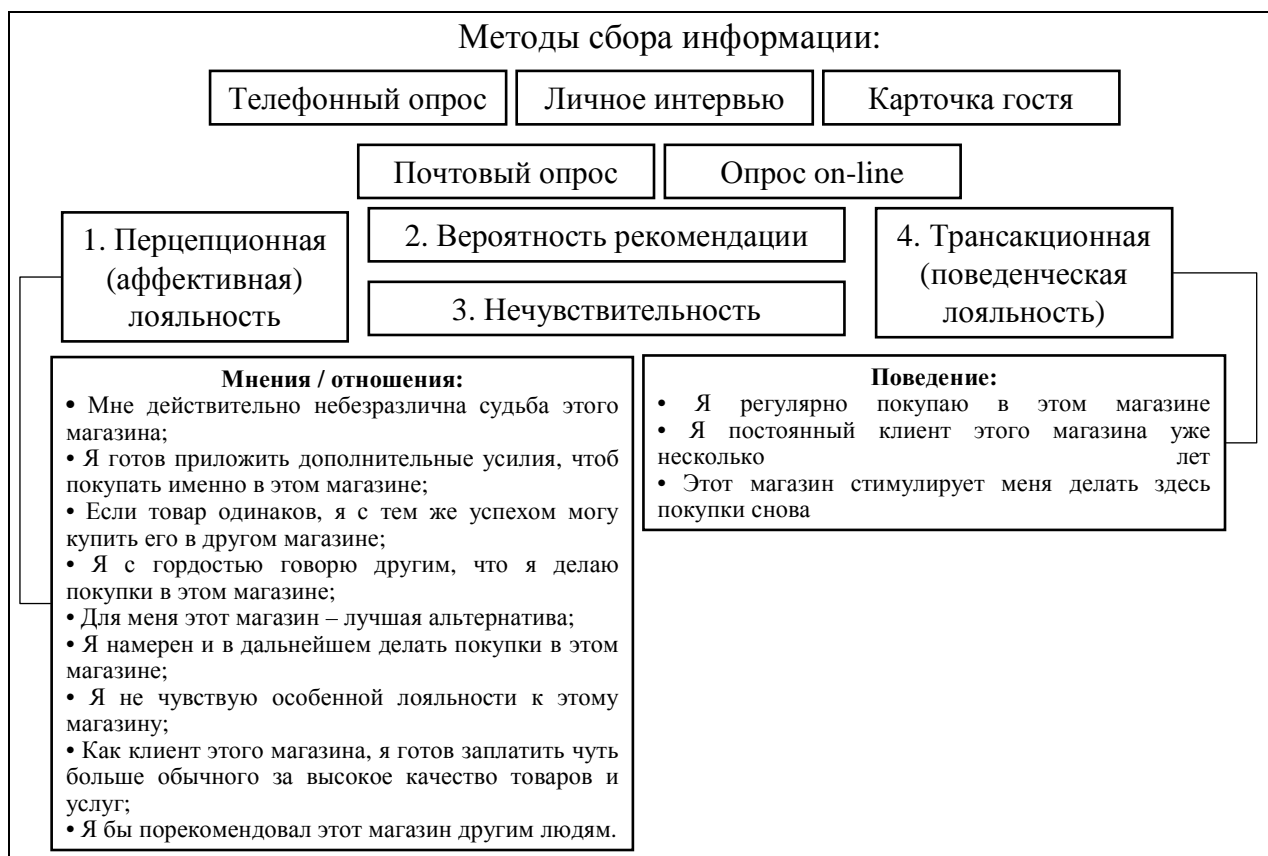 Методы сбора информации:
Телефонный опрос
Личное интервью
Карточка гостя
Почтовый опрос
Опрос on-line
1. Перцепционная
(аффективная)
лояльность
2. Вероятность рекомендации
3. Нечувствительность
4. Трансакционная
(поведенческая
лояльность)
Мнения / отношения:
• Мне действительно небезразлична судьба этого
магазина;
• Я готов приложить дополнительные усилия, чтоб
покупать именно в этом магазине;
• Если товар одинаков, я с тем же успехом могу
купить его в другом магазине;
• Я с гордостью говорю другим, что я делаю
покупки в этом магазине;
• Для меня этот магазин – лучшая альтернатива;
• Я намерен и в дальнейшем делать покупки в этом
магазине;
• Я не чувствую особенной лояльности к этому
магазину;
• Как клиент этого магазина, я готов заплатить чуть
больше обычного за высокое качество товаров и
услуг;
• Я бы порекомендовал этот магазин другим людям.
Поведение:
• Я регулярно покупаю в этом магазине
• Я постоянный клиент этого магазина уже
несколько лет
• Этот магазин стимулирует меня делать здесь
покупки снова